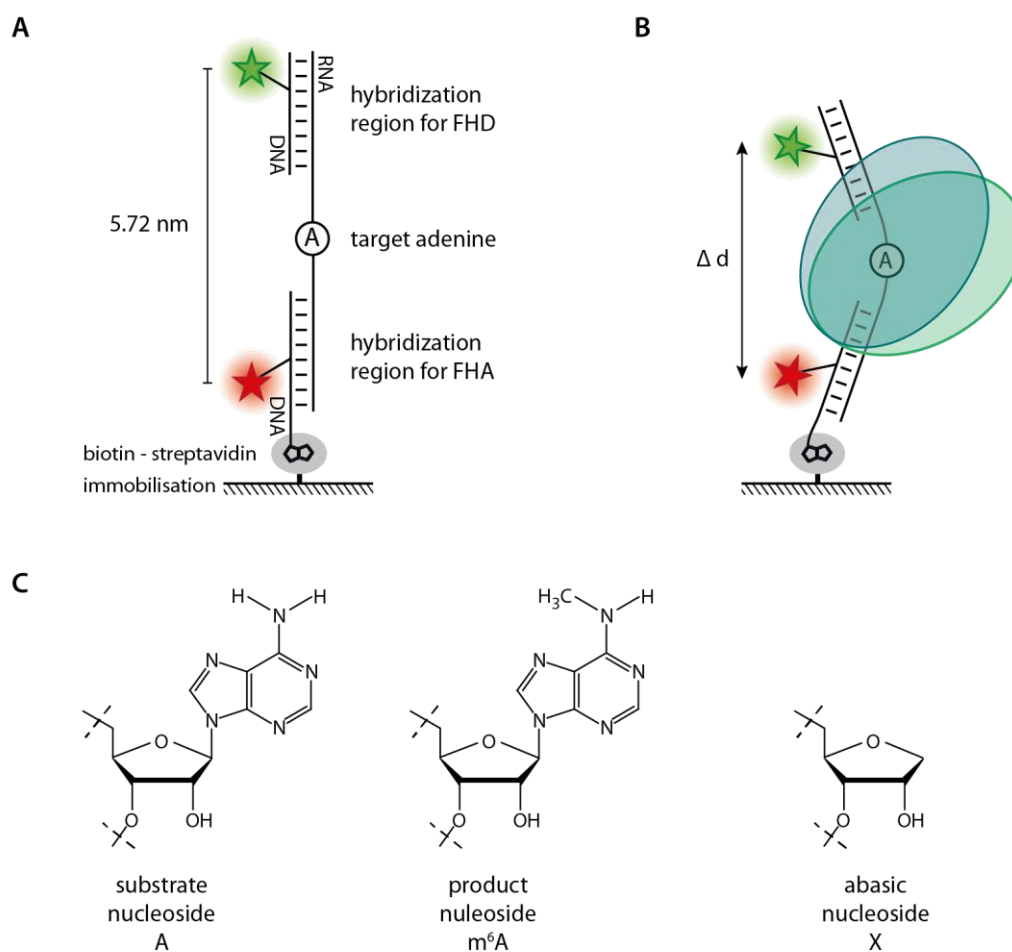 A
B
RNA
DNA
hybridization
region for FHD
5.72 nm
A
target adenine
hybridization
region for FHA
DNA
biotin - streptavidin
immobilisation
A
Δ d
C
H
H
N
N
N
N
N
O
O
OH
substrate
nucleoside
A
H₃C
H
N
N
N
N
N
O
O
OH
product
nuleoside
m⁶A
O
O
OH
abasic
nucleoside
X